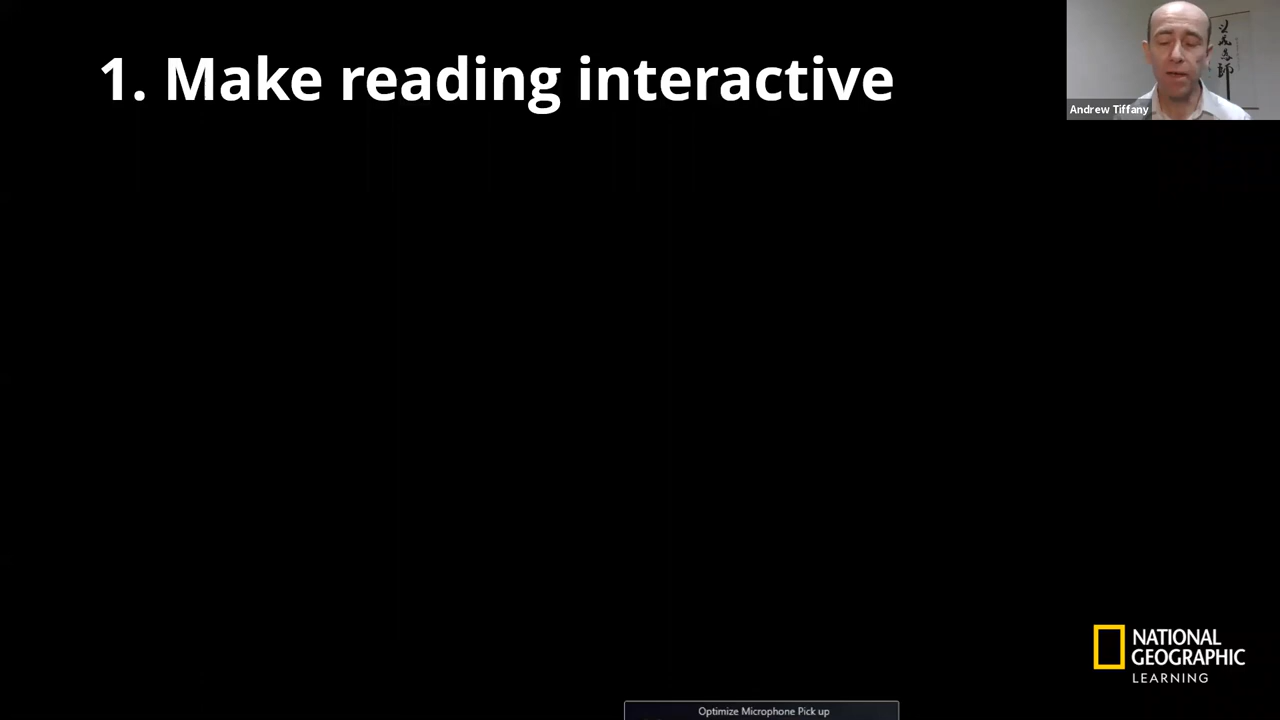 1. Make reading interactive
Andrew Tiffany
NATIONAL
GEOGRAPHIC
LEARNING
Optimize Microphone Pick up